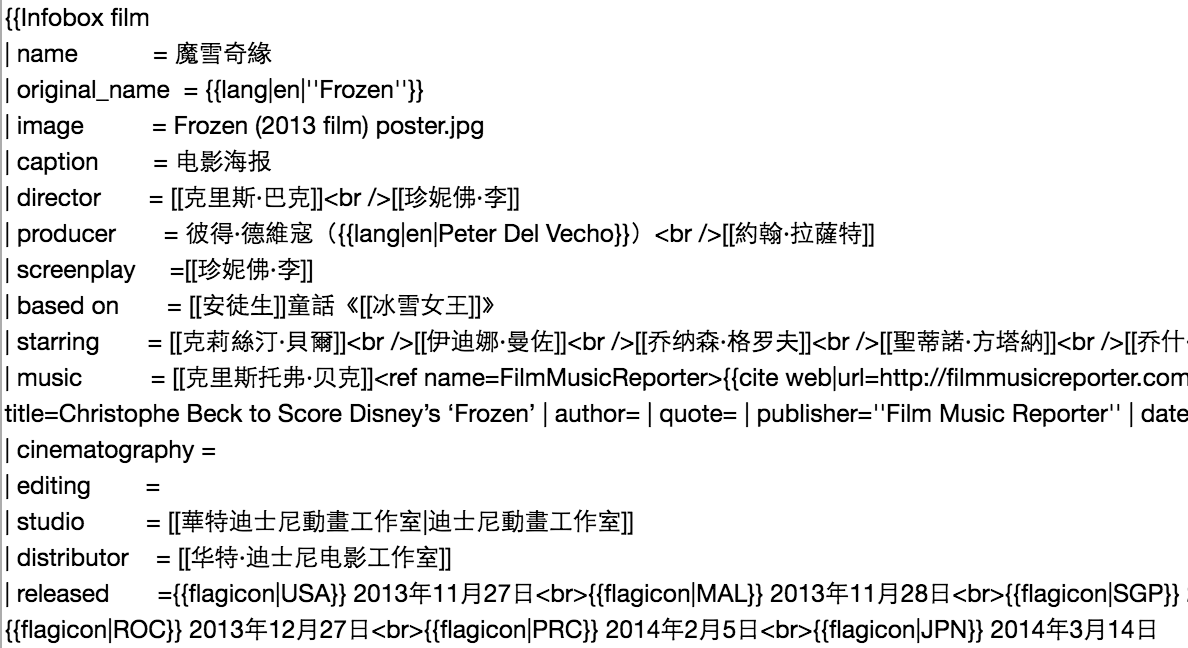 {{Infobox film
| name = 魔雪奇緣
| original_name = {{lang|en|''Frozen''}}
| image = Frozen (2013 film) poster.jpg
| caption = 电影海报
| director = [[克里斯·巴克]]<br />[[珍妮佛·李]]
| producer = 彼得·德維寇（{{lang|en|Peter Del Vecho}}）<br />[[約翰·拉薩特]]
| screenplay =[[珍妮佛·李]]
| based on = [[安徒生]]童話《[[冰雪女王]]》
| starring = [[克莉絲汀·貝爾]]<br />[[伊迪娜·曼佐]]<br />[[乔纳森·格罗夫]]<br />[[聖蒂諾·方塔納]]<br />[[乔什·
| music = [[克里斯托弗·贝克]]<ref name=FilmMusicReporter>{{cite web|url=http://filmmusicreporter.com
title=Christophe Beck to Score Disney’s ‘Frozen’ | author= | quote= | publisher=''Film Music Reporter'' | date
| cinematography =
| editing =
| studio = [[華特迪士尼動畫工作室|迪士尼動畫工作室]]
| distributor = [[华特·迪士尼电影工作室]]
| released ={{flagicon|USA}} 2013年11月27日<br>{{flagicon|MAL}} 2013年11月28日<br>{{flagicon|SGP}}
{{flagicon|ROC}} 2013年12月27日<br>{{flagicon|PRC}} 2014年2月5日<br>{{flagicon|JPN}} 2014年3月14日